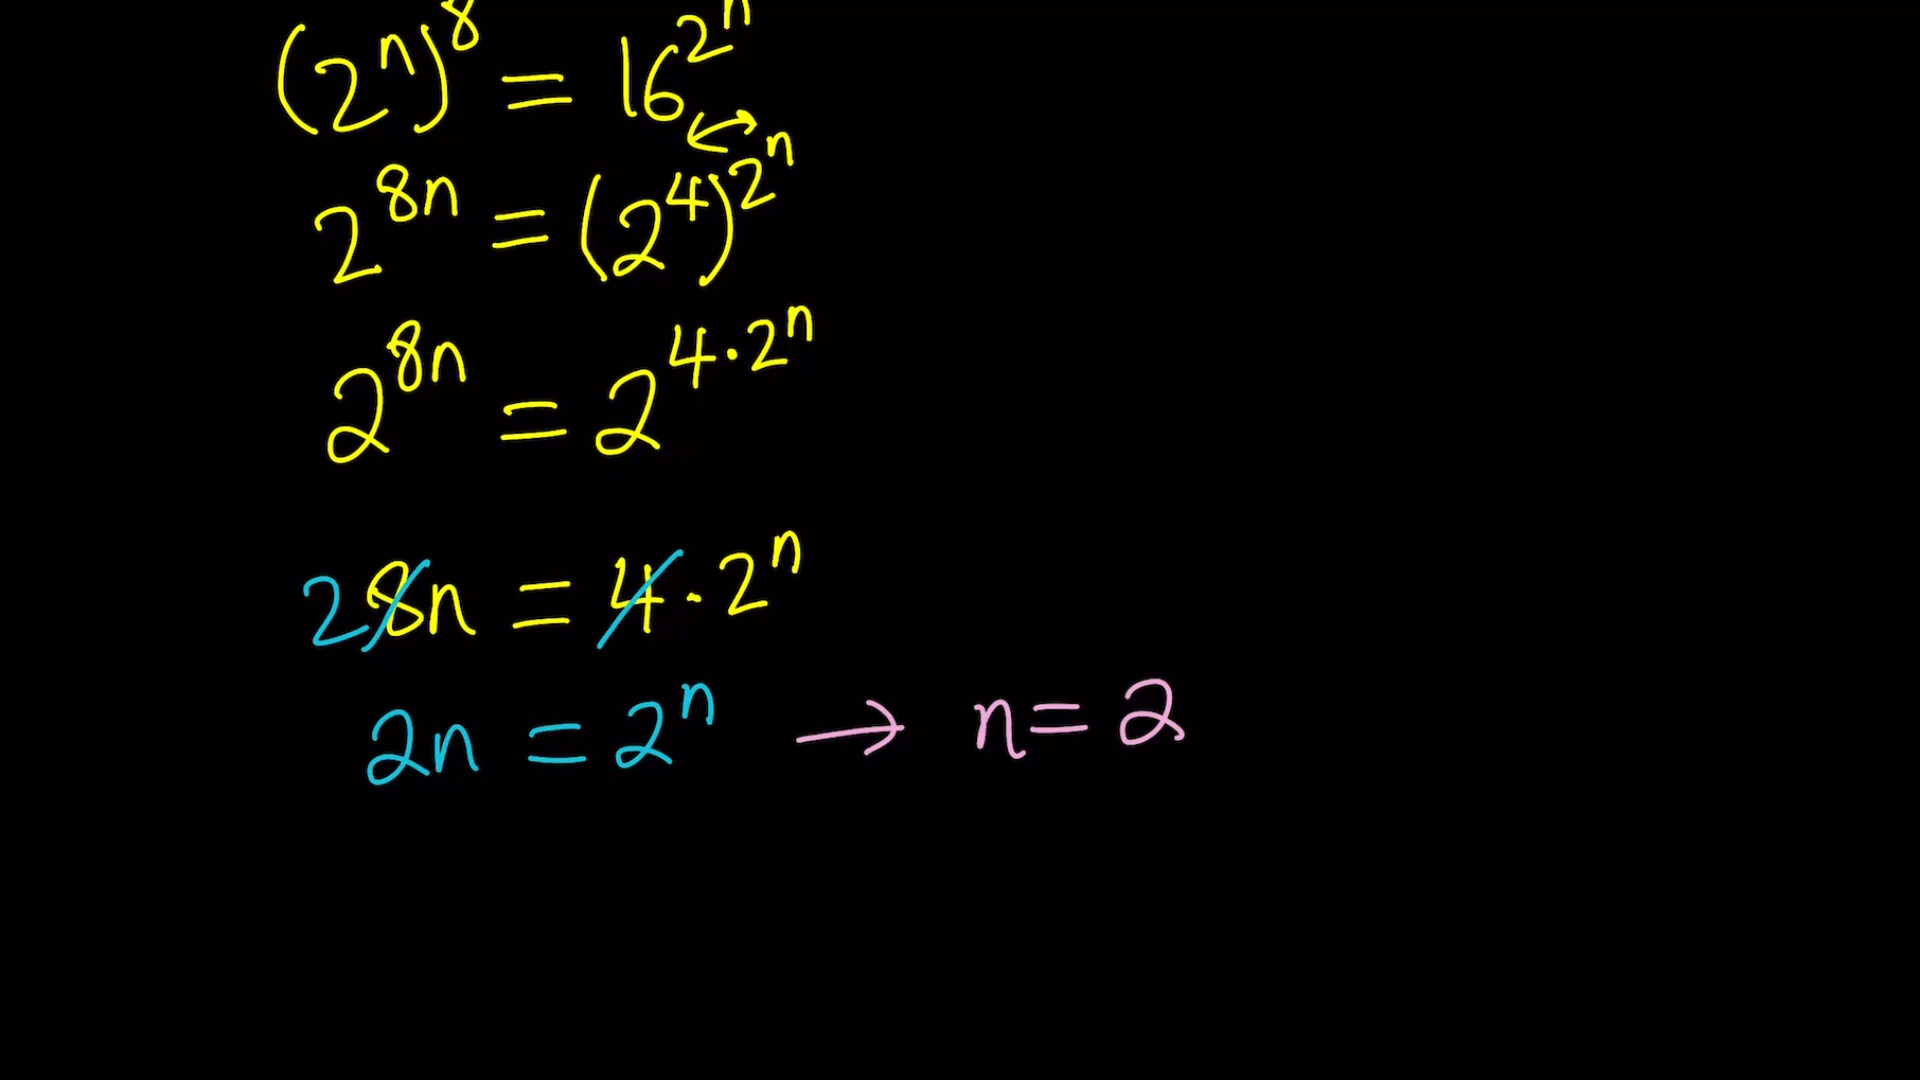 (2^n)^8 = 16^{2^n}
2^{8n} = (2^4)^{2^n}
2^{8n} = 2^{4·2^n}
2 8n = 4·2^n
2n = 2^n → n = 2